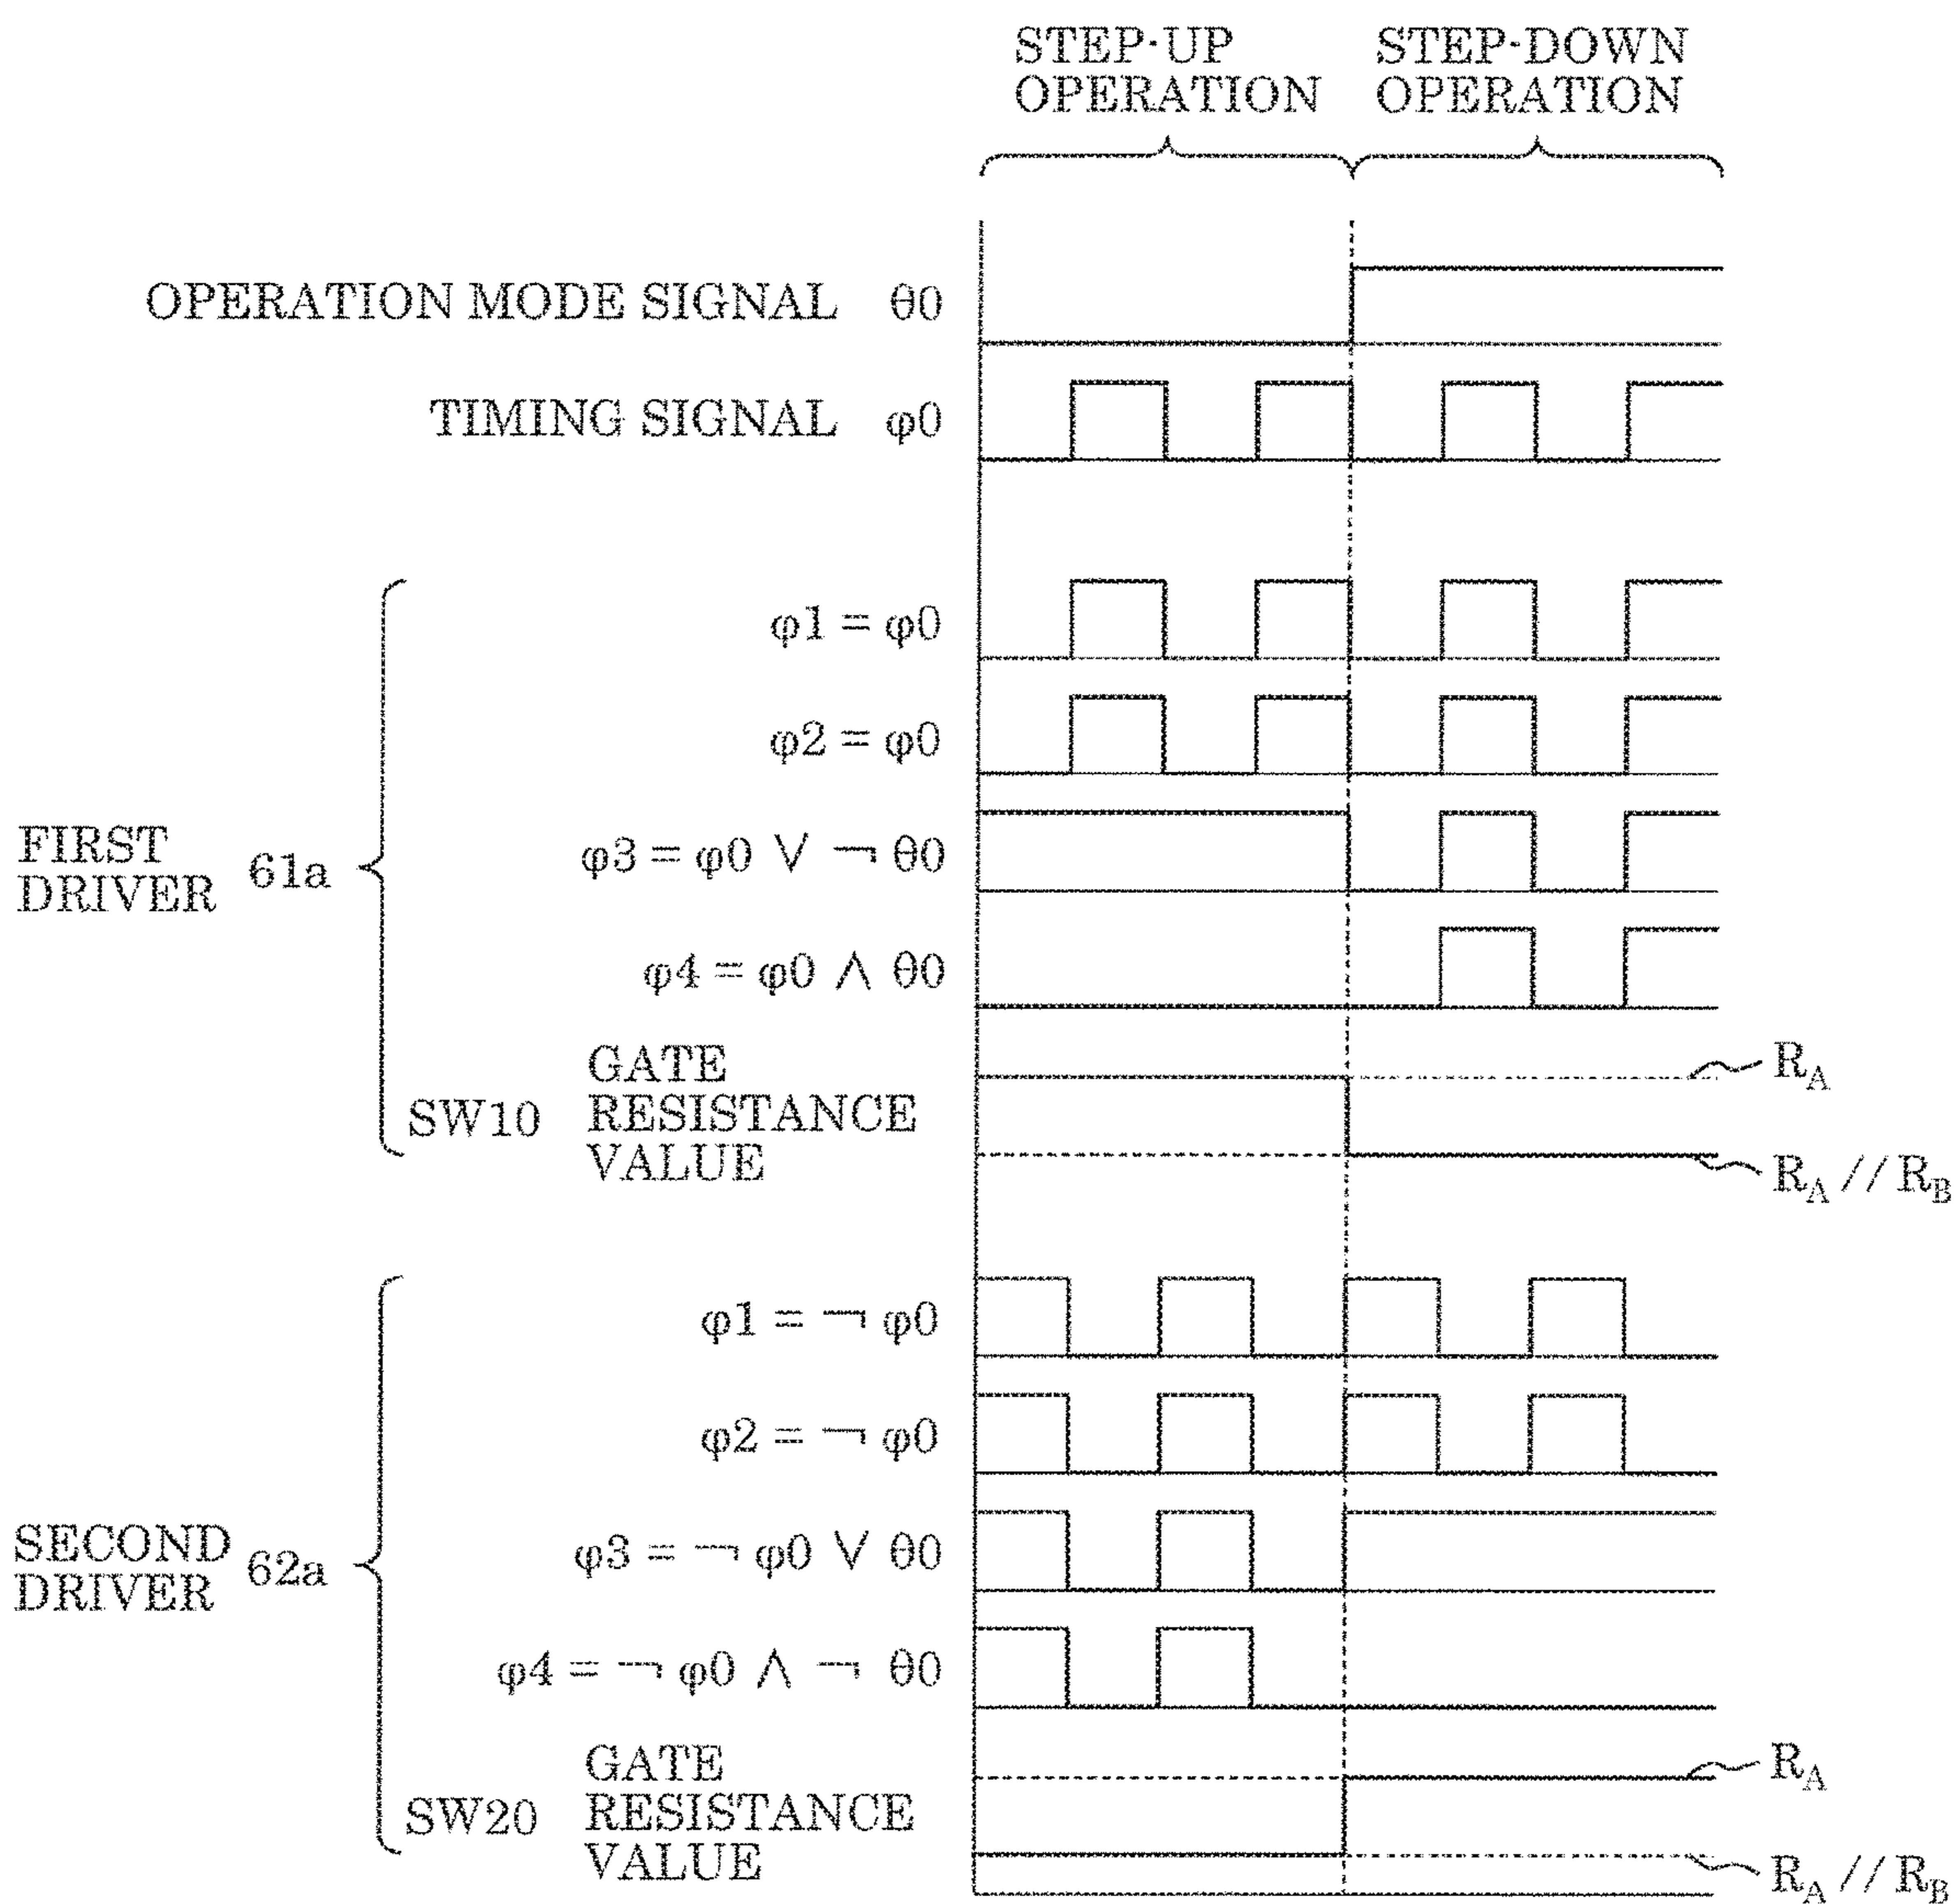 STEP-UP
OPERATION
STEP-DOWN
OPERATION
OPERATION MODE SIGNAL θ0
TIMING SIGNAL φ0
FIRST
DRIVER 61a
φ1 = φ0
φ2 = φ0
φ3 = φ0 ∨ ¬ θ0
φ4 = φ0 ∧ θ0
SW10
GATE
RESISTANCE
VALUE
R_A
R_A // R_B
SECOND
DRIVER 62a
φ1 = ¬ φ0
φ2 = ¬ φ0
φ3 = ¬ φ0 ∨ θ0
φ4 = ¬ φ0 ∧ ¬ θ0
SW20
GATE
RESISTANCE
VALUE
R_A
R_A // R_B